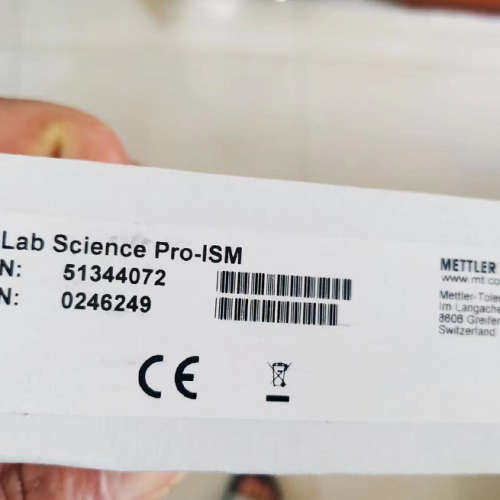 Lab Science Pro-ISM
N: 51344072
N: 0246249
METTLER
www.mt.co
Mettler-Tole
Im Langache
8606 Greifen
Switzerland
CE